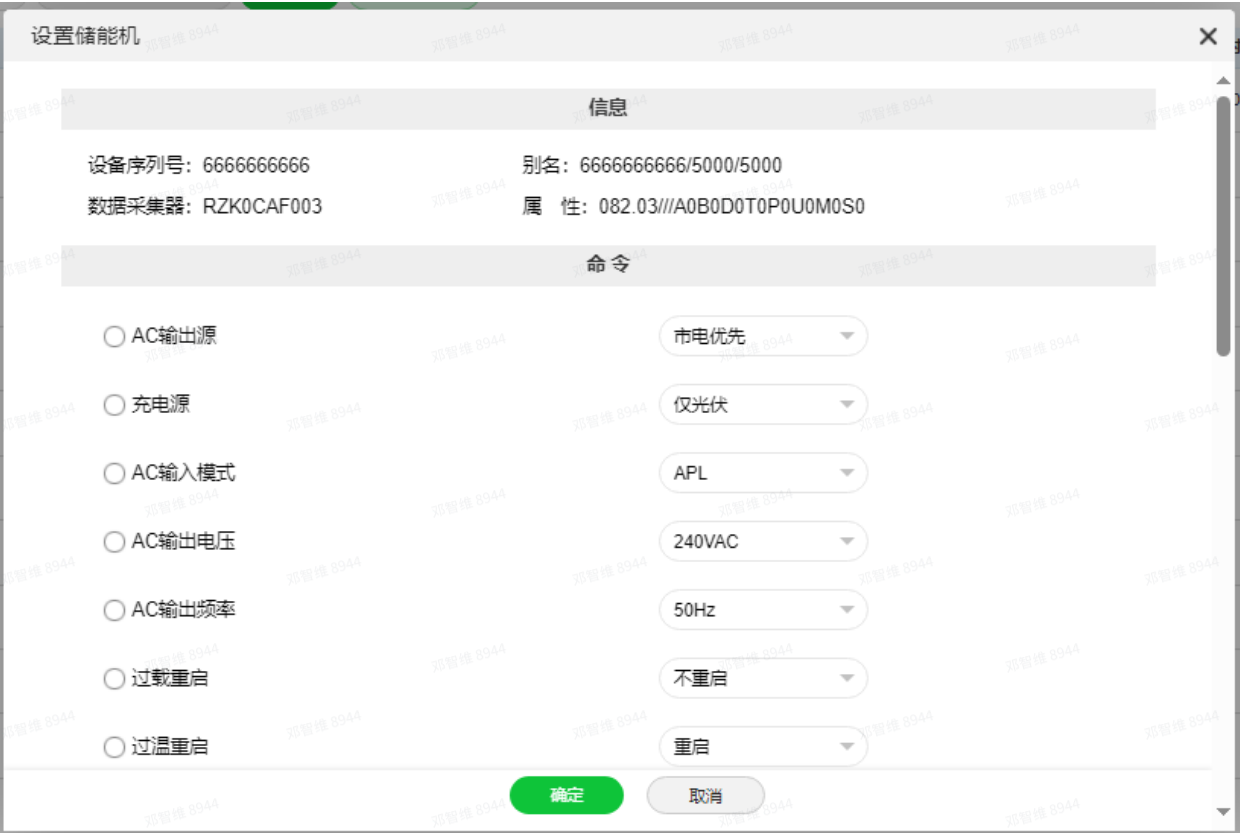 设置储能机
信息
设备序列号：6666666666 别名：6666666666/5000/5000
数据采集器：RZK0CAF003 属 性：082.03///A0B0D0T0P0U0M0S0
命 令
AC输出源 市电优先
充电源 仅光伏
AC输入模式 APL
AC输出电压 240VAC
AC输出频率 50Hz
过载重启 不重启
过温重启 重启
确定 取消
邓智维 8944